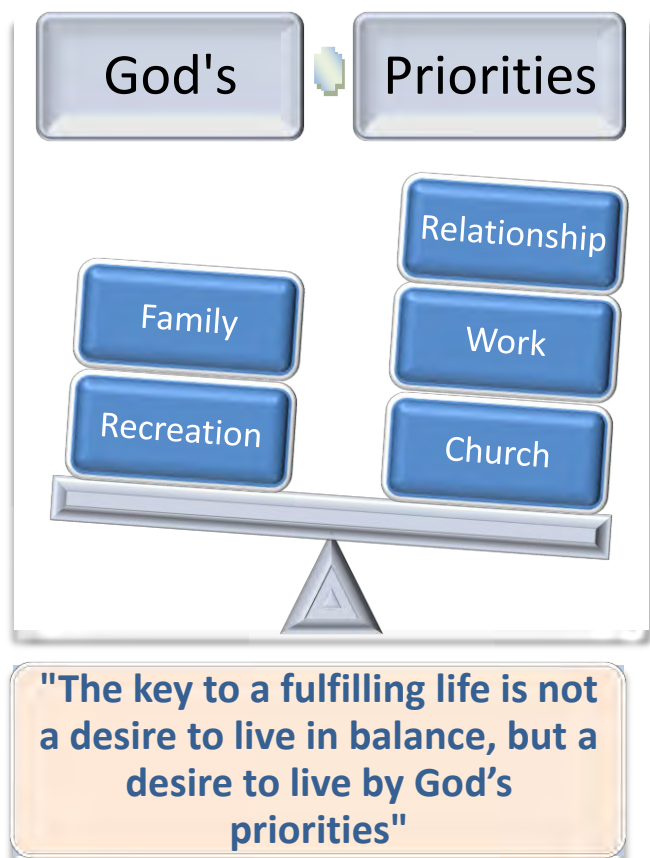 God's
Priorities
Relationship
Family
Work
Recreation
Church
"The key to a fulfilling life is not
a desire to live in balance, but a
desire to live by God’s
priorities"